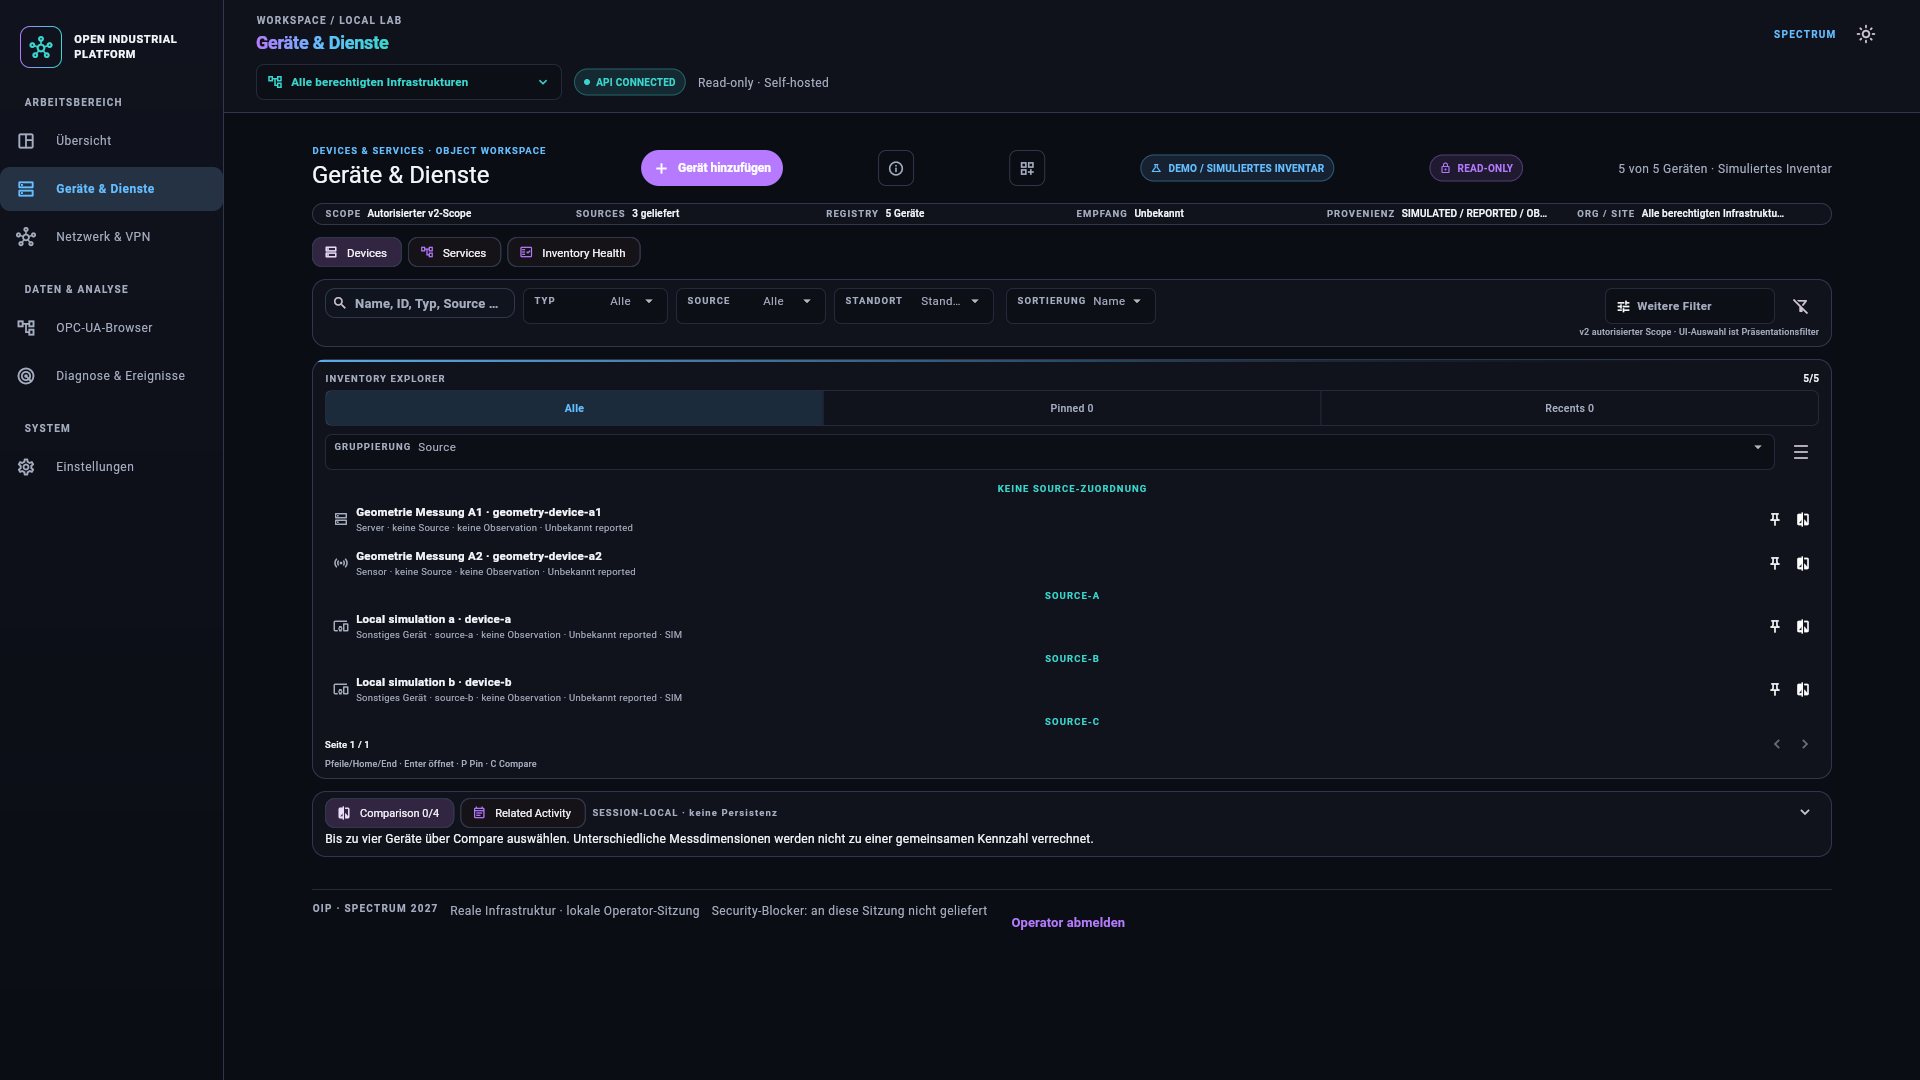 OPEN INDUSTRIAL
PLATFORM
ARBEITSBEREICH
Übersicht
Geräte & Dienste
Netzwerk & VPN
DATEN & ANALYSE
OPC-UA-Browser
Diagnose & Ereignisse
SYSTEM
Einstellungen
WORKSPACE / LOCAL LAB
Geräte & Dienste
SPECTRUM
Alle berechtigten Infrastrukturen
API CONNECTED
Read-only · Self-hosted
DEVICES & SERVICES · OBJECT WORKSPACE
Geräte & Dienste
Gerät hinzufügen
DEMO / SIMULIERTES INVENTAR
READ-ONLY
5 von 5 Geräten · Simuliertes Inventar
SCOPE Autorisierter v2-Scope
SOURCES 3 geliefert
REGISTRY 5 Geräte
EMPFANG Unbekannt
PROVENIENZ SIMULATED / REPORTED / OB...
ORG / SITE Alle berechtigten Infrastruktu...
Devices
Services
Inventory Health
Name, ID, Typ, Source ...
TYP Alle
SOURCE Alle
STANDORT Stand...
SORTIERUNG Name
Weitere Filter
v2 autorisierter Scope · UI-Auswahl ist Präsentationsfilter
INVENTORY EXPLORER
5/5
Alle
Pinned 0
Recents 0
GRUPPIERUNG Source
KEINE SOURCE-ZUORDNUNG
Geometrie Messung A1 · geometry-device-a1
Server · keine Source · keine Observation · Unbekannt reported
Geometrie Messung A2 · geometry-device-a2
Sensor · keine Source · keine Observation · Unbekannt reported
SOURCE-A
Local simulation a · device-a
Sonstiges Gerät · source-a · keine Observation · Unbekannt reported · SIM
SOURCE-B
Local simulation b · device-b
Sonstiges Gerät · source-b · keine Observation · Unbekannt reported · SIM
SOURCE-C
Seite 1 / 1
Pfeile/Home/End · Enter öffnet · P Pin · C Compare
Comparison 0/4
Related Activity
SESSION-LOCAL · keine Persistenz
Bis zu vier Geräte über Compare auswählen. Unterschiedliche Messdimensionen werden nicht zu einer gemeinsamen Kennzahl verrechnet.
OIP · SPECTRUM 2027
Reale Infrastruktur · lokale Operator-Sitzung
Security-Blocker: an diese Sitzung nicht geliefert
Operator abmelden